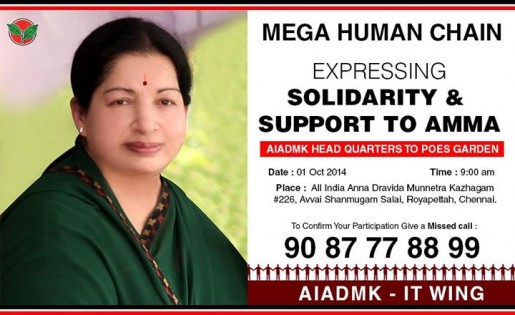 MEGA HUMAN CHAIN
EXPRESSING
SOLIDARITY &
SUPPORT TO AMMA
AIADMK HEAD QUARTERS TO POES GARDEN
Date : 01 Oct 2014 Time : 9:00 am
Place : All India Anna Dravida Munnetra Kazhagam
#226, Avvai Shanmugam Salai, Royapettah, Chennai.
To Confirm Your Participation Give a Missed call :
90 87 77 88 99
AIADMK - IT WING